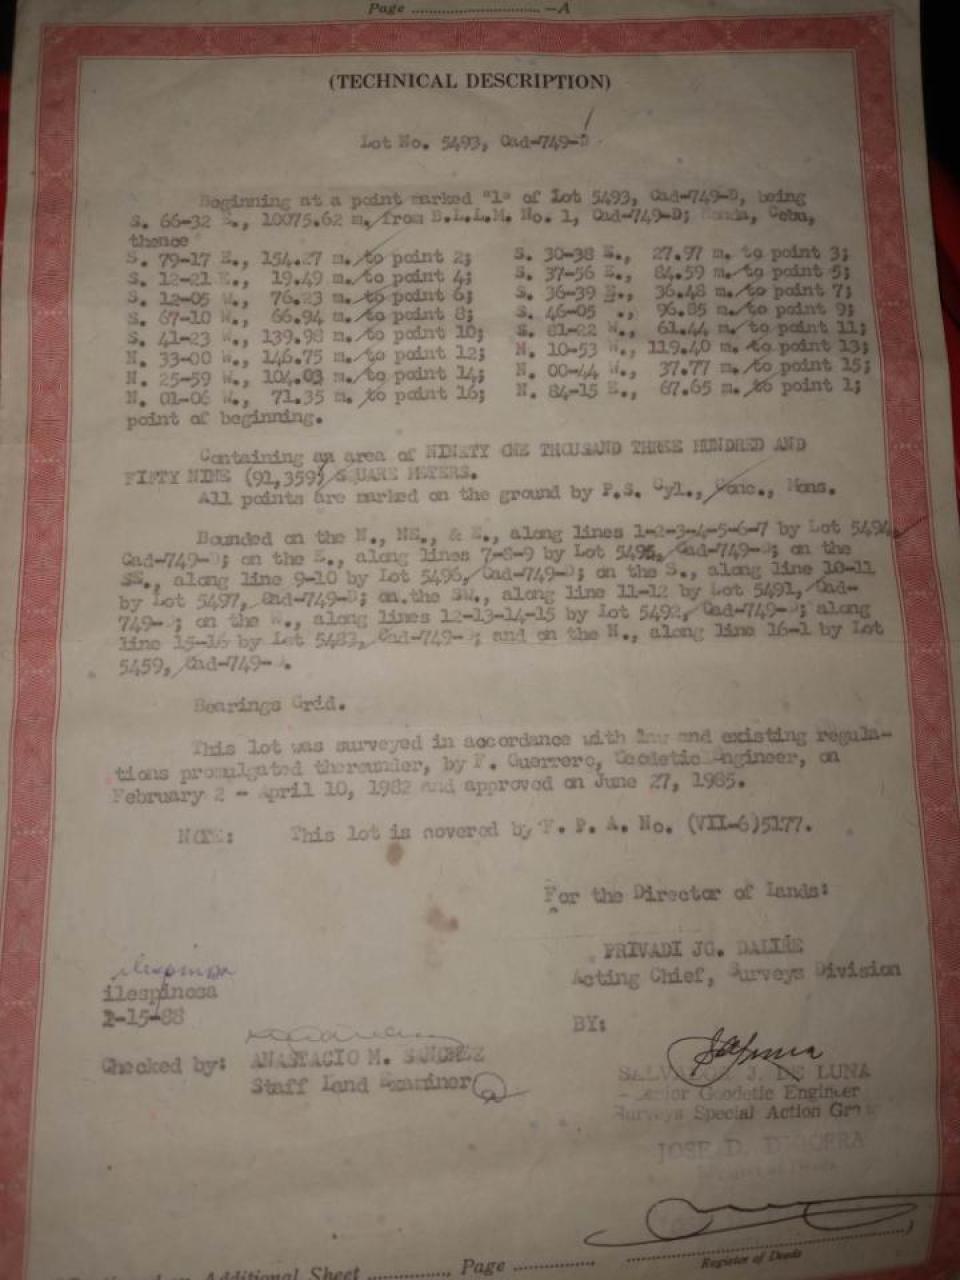 Page ........................ —A
(TECHNICAL DESCRIPTION)
Lot No. 5493, Cad-749-D
Beginning at a point marked "1" of Lot 5493, Cad-749-D, being
S. 66-32 E., 10075.62 m. from B.L.L.M. No. 1, Cad-749-D; Ronda, Cebu,
thence
S. 79-17 E., 154.27 m. to point 2; S. 30-38 E., 27.97 m. to point 3;
S. 12-21 E., 19.49 m. to point 4; S. 37-56 E., 84.59 m. to point 5;
S. 12-05 W., 76.23 m. to point 6; S. 36-39 E., 36.48 m. to point 7;
S. 67-10 W., 66.94 m. to point 8; S. 46-05 ., 96.85 m. to point 9;
S. 41-23 W., 139.98 m. to point 10; S. 81-22 W., 61.44 m. to point 11;
N. 33-00 W., 146.75 m. to point 12; N. 10-53 W., 119.40 m. to point 13;
N. 25-59 W., 104.03 m. to point 14; N. 00-44 W., 37.77 m. to point 15;
N. 01-06 W., 71.35 m. to point 16; N. 84-15 E., 67.65 m. to point 1;
point of beginning.
Containing an area of NINETY ONE THOUSAND THREE HUNDRED AND
FIFTY NINE (91,359) SQUARE METERS.
All points are marked on the ground by P.S. Cyl., Conc., Mons.
Bounded on the N., NE., & E., along lines 1-2-3-4-5-6-7 by Lot 5494,
Cad-749-D; on the E., along lines 7-8-9 by Lot 5495, Cad-749-D; on the
SE., along line 9-10 by Lot 5496, Cad-749-D; on the S., along line 10-11
by Lot 5497, Cad-749-D; on the SW., along line 11-12 by Lot 5491, Cad-
749-D; on the W., along lines 12-13-14-15 by Lot 5492, Cad-749-D; along
line 15-16 by Lot 5483, Cad-749-D; and on the N., along line 16-1 by Lot
5459, Cad-749-D.
Bearings Grid.
This lot was surveyed in accordance with law and existing regula-
tions promulgated thereunder, by F. Guerrero, Geodetic Engineer, on
February 2 - April 10, 1982 and approved on June 27, 1985.
NOTE: This lot is covered by F. P. A. No. (VII-6)5177.
For the Director of Lands:
PRIVADI JG. DALIRE
Acting Chief, Surveys Division
ilespinosa
2-15-88
BY:
Checked by: ANASTACIO M. SANCHEZ
Staff Land Examiner
SALVADOR J. DE LUNA
Senior Geodetic Engineer
Surveys Special Action Group
JOSE D.
Register of Deeds
Additional Sheet .............., Page ..............
Register of Deeds